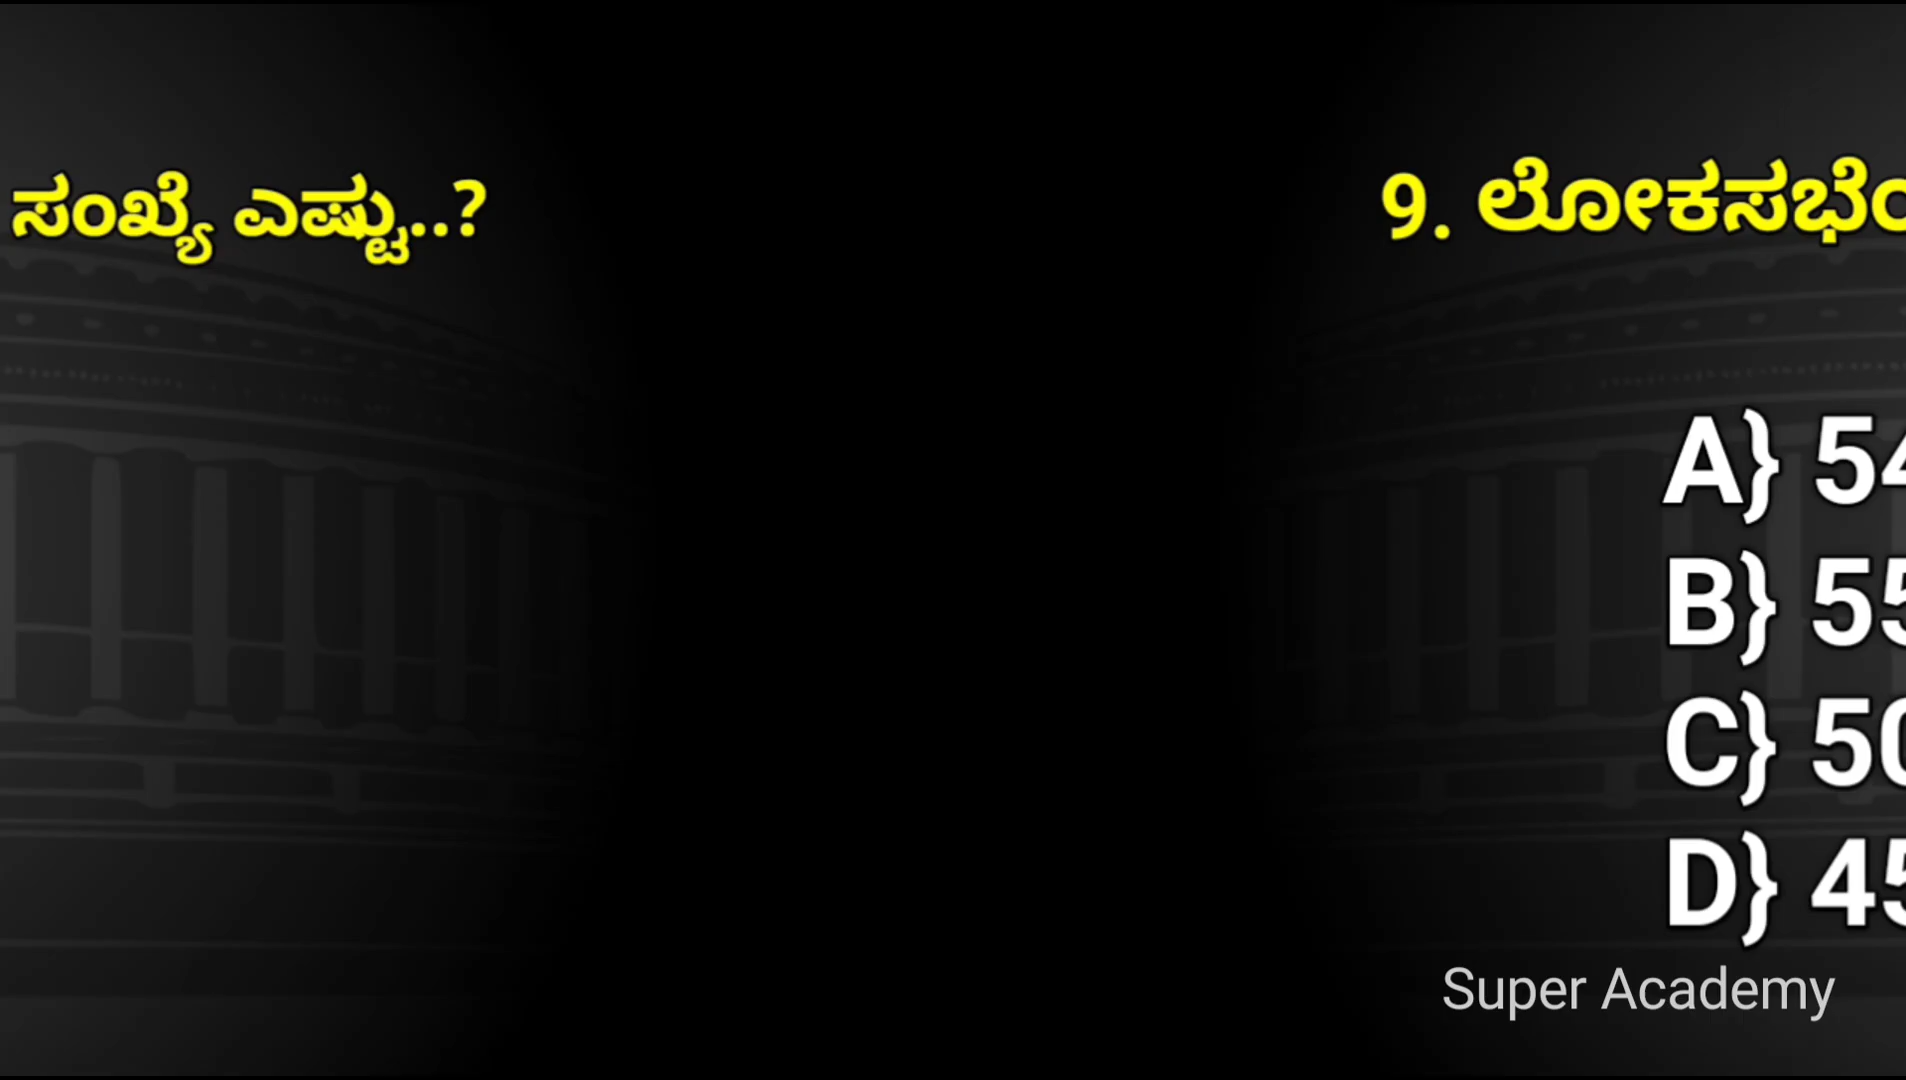 ಸಂಖ್ಯೆ ಎಷ್ಟು..?
9. ಲೋಕಸಭೆಂ
A} 54
B} 55
C} 50
D} 45
Super Academy